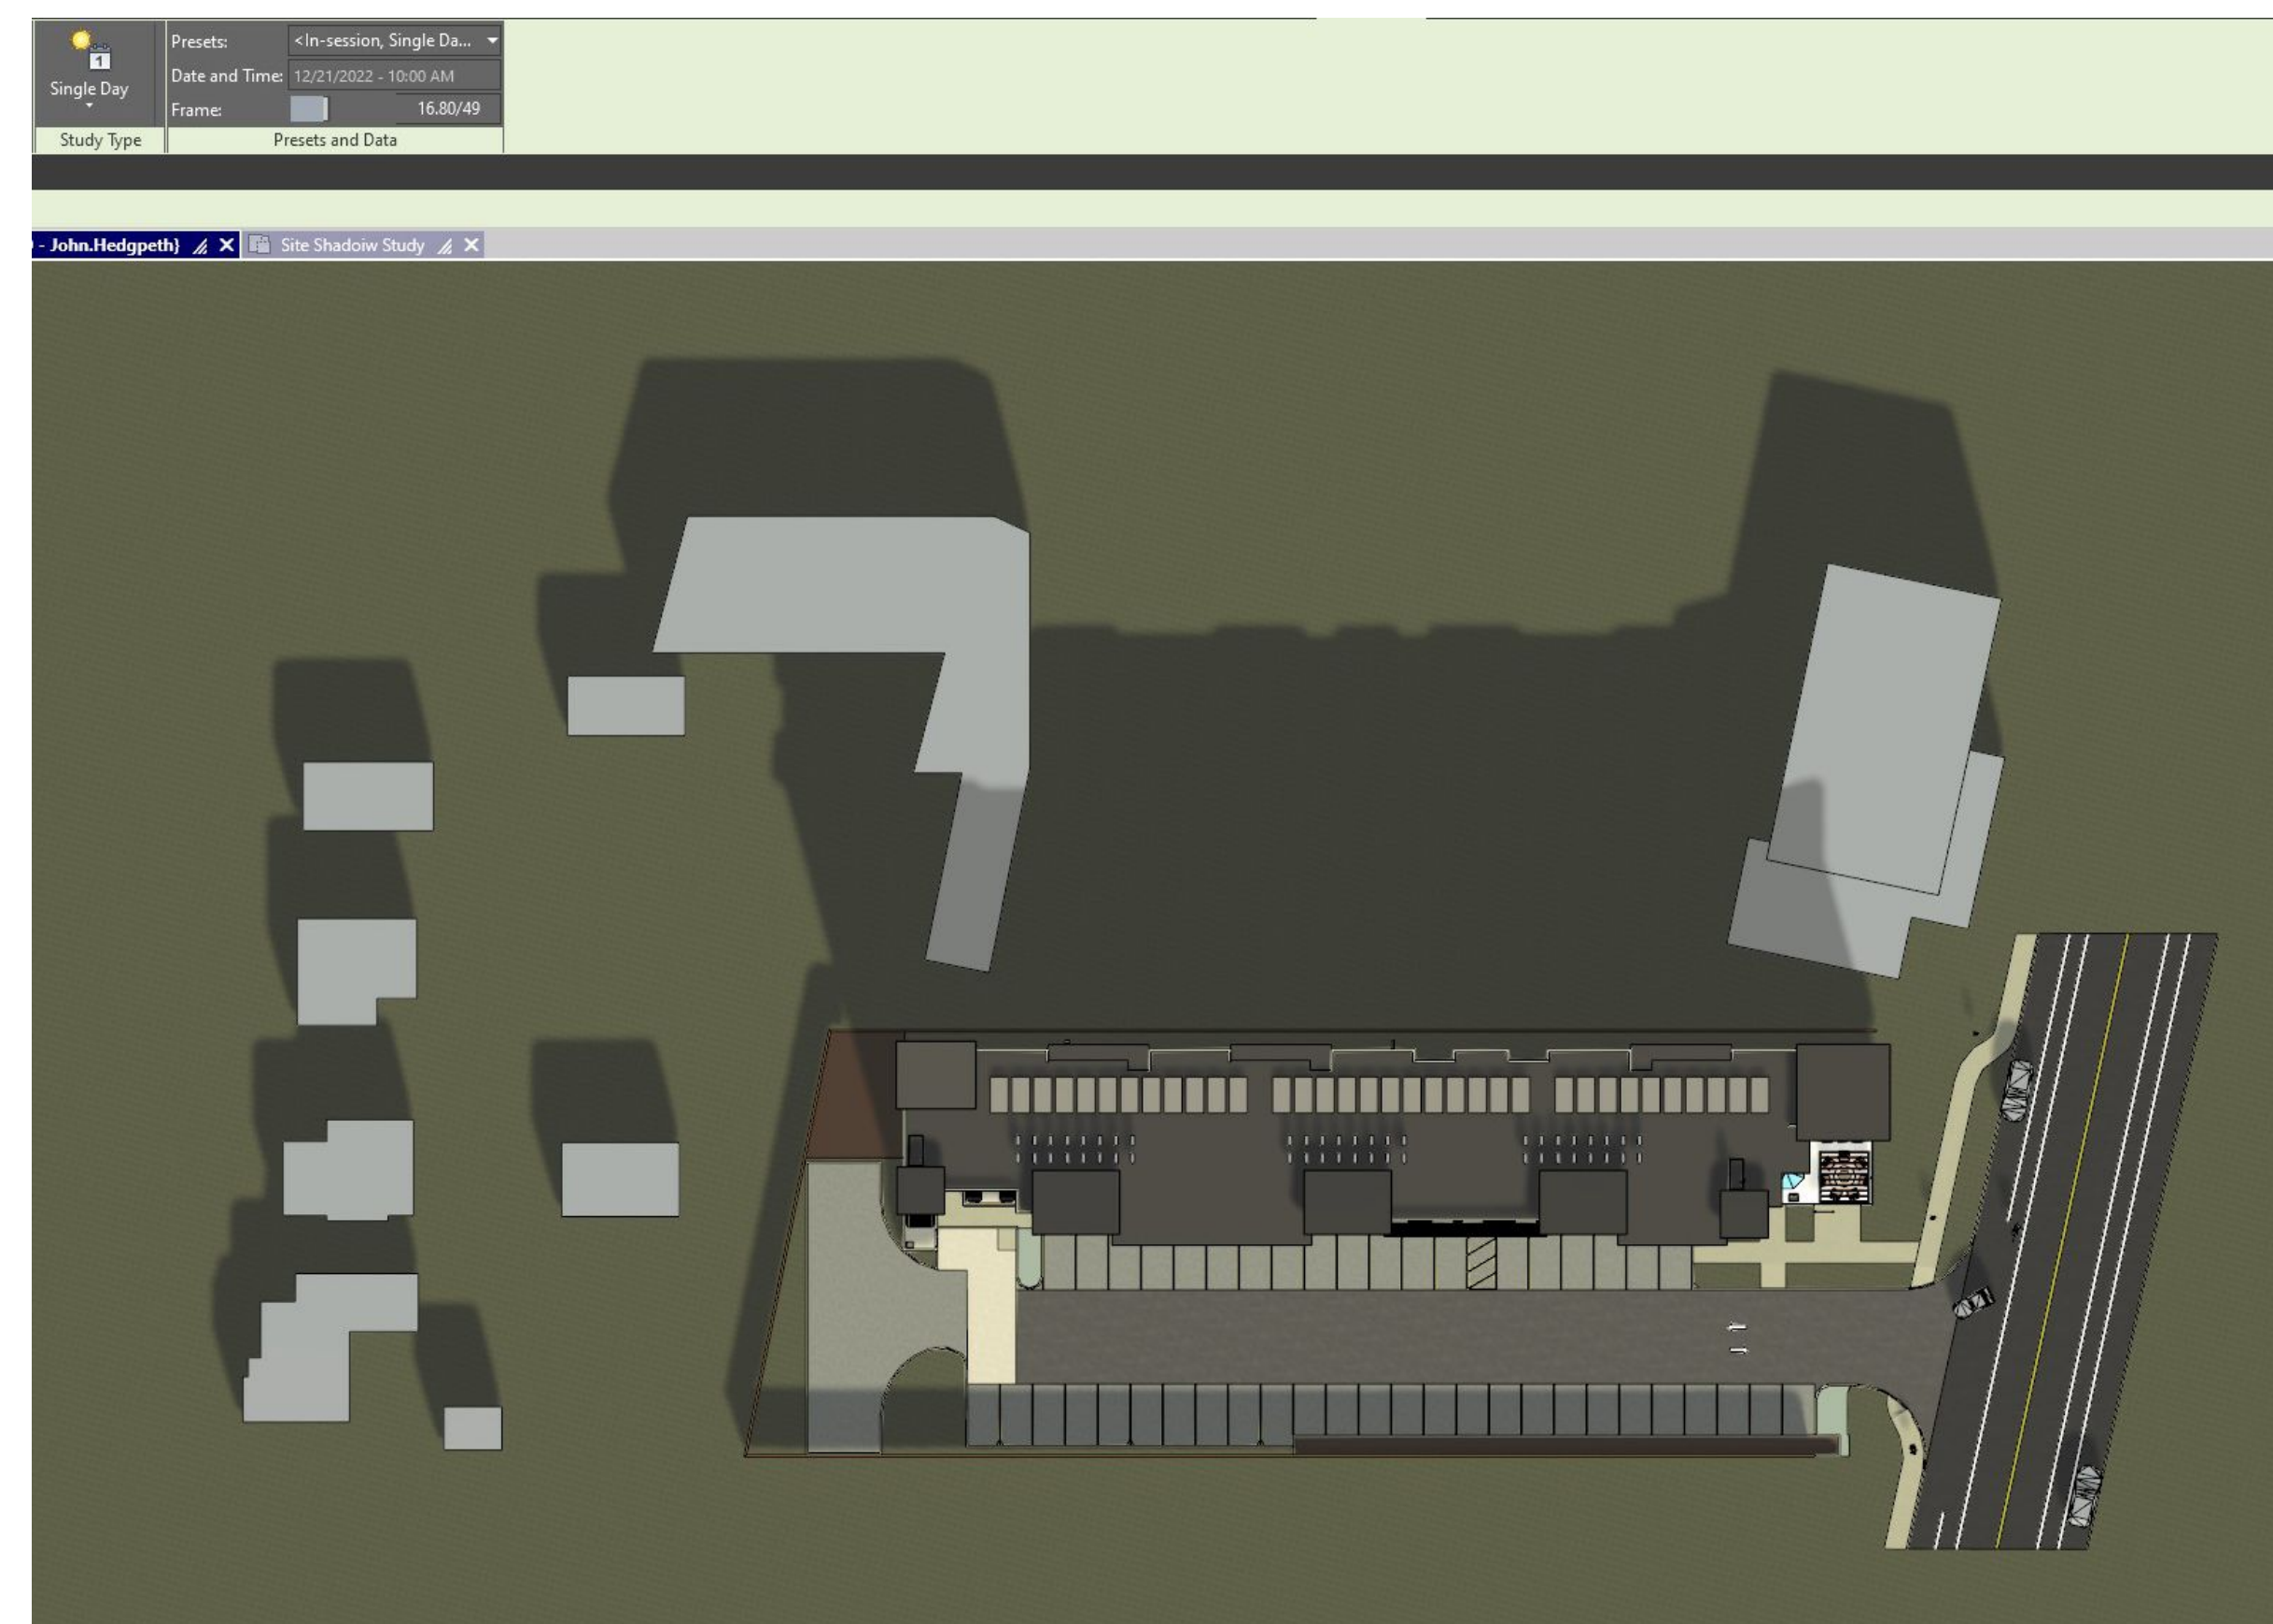 Single Day
Study Type
Presets: <In-session, Single Da...
Date and Time: 12/21/2022 - 10:00 AM
Frame: 16.80/49
Presets and Data
- John.Hedgpeth}
Site Shadoiw Study